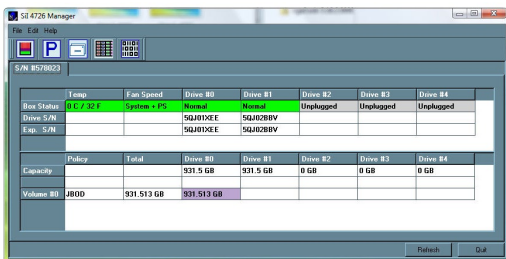 SiI 4726 Manager
File Edit Help
S/N #570023
Temp Fan Speed Drive #0 Drive #1 Drive #2 Drive #3 Drive #4
Box Status 0 C / 32 F System + PS Normal Normal Unplugged Unplugged Unplugged
Drive S/N 5QJ01XEE 5QJ02BBV
Exp. S/N 5QJ01XEE 5QJ02BBV
Policy Total Drive #0 Drive #1 Drive #2 Drive #3 Drive #4
Capacity 931.5 GB 931.5 GB 0 GB 0 GB 0 GB
Volume #0 JBOD 931.513 GB 931.513 GB
Refresh Quit